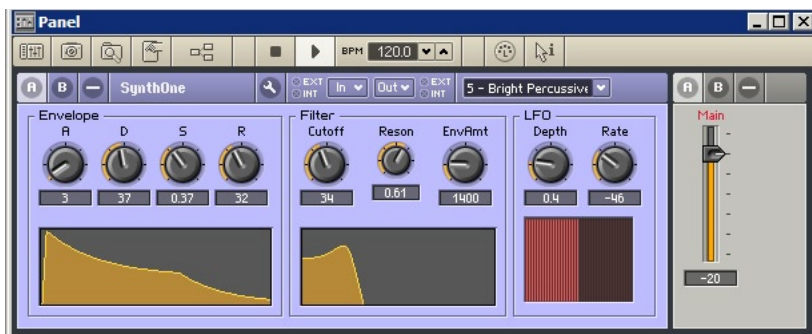 Panel
BPM 120.0
A B SynthOne EXT INT In Out EXT INT 5 - Bright Percussive A B
Envelope Filter LFO Main
A D S R Cutoff Reson EnvAmt Depth Rate
3 37 0.37 32 34 0.61 1400 0.4 -46
-20